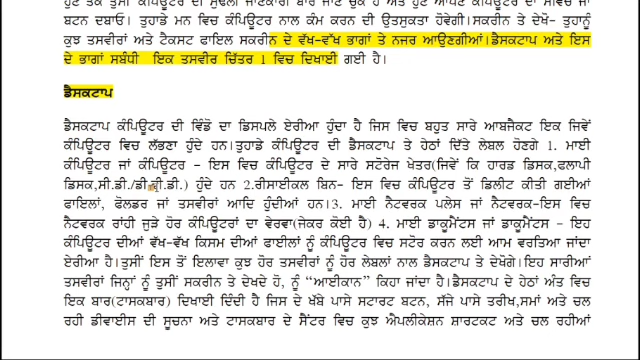 ਹੁਣ ਤਕ ਤੁਸੀਂ ਕੰਪਿਊਟਰ ਦੀ ਮੁੱਢਲੀ ਜਾਣਕਾਰੀ ਬਾਰੇ ਜਾਣ ਚੁੱਕੇ ਹੋ ਅਤੇ ਹੁਣ ਆਪਣੇ ਕੰਪਿਊਟਰ ਦਾ ਸਵਿੱਚ ਜਾਂ
ਬਟਨ ਦਬਾਓ। ਤੁਹਾਡੇ ਮਨ ਵਿਚ ਕੰਪਿਊਟਰ ਨਾਲ ਕੰਮ ਕਰਨ ਦੀ ਉਤਸੁਕਤਾ ਹੋਵੇਗੀ।ਸਕਰੀਨ ਤੇ ਦੇਖੋ- ਤੁਹਾਨੂੰ
ਕੁਝ ਤਸਵੀਰਾਂ ਅਤੇ ਟੈਕਸਟ ਫਾਇਲ ਸਕਰੀਨ ਦੇ ਵੱਖ-ਵੱਖ ਭਾਗਾਂ ਤੇ ਨਜਰ ਆਉਣਗੀਆਂ।ਡੈਸਕਟਾਪ ਅਤੇ ਇਸ
ਦੇ ਭਾਗਾਂ ਸਬੰਧੀ ਇਕ ਤਸਵੀਰ ਚਿੱਤਰ 1 ਵਿਚ ਦਿਖਾਈ ਗਈ ਹੈ।
ਡੈਸਕਟਾਪ
ਡੈਸਕਟਾਪ ਕੰਪਿਊਟਰ ਦੀ ਵਿੰਡੋ ਦਾ ਡਿਸਪਲੇ ਏਰੀਆ ਹੁੰਦਾ ਹੈ ਜਿਸ ਵਿਚ ਬਹੁਤ ਸਾਰੇ ਆਬਜੈਕਟ ਇਕ ਜਿਵੇਂ
ਕੰਪਿਊਟਰ ਵਿਚ ਲੱਭਣਾ ਹੁੰਦੇ ਹਨ।ਤੁਹਾਡੇ ਕੰਪਿਊਟਰ ਦੀ ਡੈਸਕਟਾਪ ਤੇ ਹੇਠਾਂ ਦਿੱਤੇ ਲੇਬਲ ਹੋਣਗੇ 1. ਮਾਈ
ਕੰਪਿਊਟਰ ਜਾਂ ਕੰਪਿਊਟਰ - ਇਸ ਵਿਚ ਕੰਪਿਊਟਰ ਦੇ ਸਾਰੇ ਸਟੋਰੇਜ ਖੇਤਰ(ਜਿਵੇਂ ਕਿ ਹਾਰਡ ਡਿਸਕ,ਫਲਾਪੀ
ਡਿਸਕ,ਸੀ.ਡੀ./ਡੀ.ਵੀ.ਡੀ.) ਹੁੰਦੇ ਹਨ 2.ਰੀਸਾਈਕਲ ਬਿਨ- ਇਸ ਵਿਚ ਕੰਪਿਊਟਰ ਤੋਂ ਡਿਲੀਟ ਕੀਤੀ ਗਈਆਂ
ਫਾਇਲਾਂ, ਫੋਲਡਰ ਜਾਂ ਤਸਵੀਰਾਂ ਆਦਿ ਹੁੰਦੀਆਂ ਹਨ।3. ਮਾਈ ਨੈੱਟਵਰਕ ਪਲੇਸ ਜਾਂ ਨੈੱਟਵਰਕ-ਇਸ ਵਿਚ
ਨੈਟਵਰਕ ਰਾਂਹੀ ਜੁੜੇ ਹੋਰ ਕੰਪਿਊਟਰਾਂ ਦਾ ਵੇਰਵਾ(ਜੇਕਰ ਕੋਈ ਹੈ) 4. ਮਾਈ ਡਾਕੂਮੈਂਟਸ ਜਾਂ ਡਾਕੂਮੈਂਟਸ - ਇਹ
ਕੰਪਿਊਟਰ ਦੀਆਂ ਵੱਖ-ਵੱਖ ਕਿਸਮ ਦੀਆਂ ਫਾਈਲਾਂ ਨੂੰ ਕੰਪਿਊਟਰ ਵਿਚ ਸਟੋਰ ਕਰਨ ਲਈ ਆਮ ਵਰਤਿਆ ਜਾਂਦਾ
ਏਰੀਆ ਹੈ।ਤੁਸੀਂ ਇਸ ਤੋਂ ਇਲਾਵਾ ਕੁਝ ਹੋਰ ਤਸਵੀਰਾਂ ਨੂੰ ਹੋਰ ਲੇਬਲਾਂ ਨਾਲ ਡੈਸਕਟਾਪ ਤੇ ਦੇਖੋਗੇ।ਇਹ ਸਾਰੀਆਂ
ਤਸਵੀਰਾਂ ਜਿਨ੍ਹਾਂ ਨੂੰ ਤੁਸੀਂ ਸਕਰੀਨ ਤੇ ਦੇਖਦੇ ਹੋ, ਨੂੰ "ਆਈਕਾਨ" ਕਿਹਾ ਜਾਂਦਾ ਹੈ।ਡੈਸਕਟਾਪ ਦੇ ਹੇਠਾਂ ਅੰਤ ਵਿਚ
ਇਕ ਬਾਰ(ਟਾਸਕਬਾਰ) ਦਿਖਾਈ ਦਿੰਦੀ ਹੈ ਜਿਸ ਦੇ ਖੱਬੇ ਪਾਸੇ ਸਟਾਰਟ ਬਟਨ, ਸੱਜੇ ਪਾਸੇ ਤਰੀਖ,ਸਮਾਂ ਅਤੇ ਚਲ
ਰਹੀ ਡੀਵਾਈਸ ਦੀ ਸੂਚਨਾ ਅਤੇ ਟਾਸਕਬਾਰ ਦੇ ਸੈਂਟਰ ਵਿਚ ਕੁਝ ਐਪਲੀਕੇਸ਼ਨ ਸ਼ਾਰਟਕਟ ਅਤੇ ਚਲ ਰਹੀਆਂ